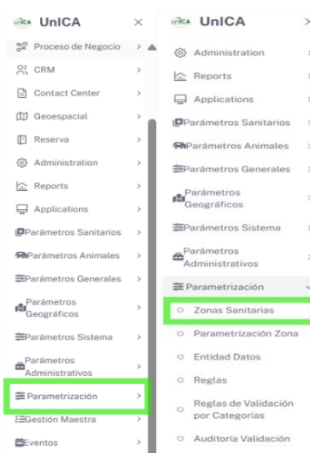 UnICA
Proceso de Negocio
CRM
Contact Center
Geoespacial
Reserva
Administration
Reports
Applications
Parámetros Sanitarios
Parámetros Animales
Parámetros Generales
Parámetros
Geográficos
Parámetros Sistema
Parámetros
Administrativos
Parametrización
Gestión Maestra
Eventos
UnICA
Administration
Reports
Applications
Parámetros Sanitarios
Parámetros Animales
Parámetros Generales
Parámetros
Geográficos
Parámetros Sistema
Parámetros
Administrativos
Parametrización
Zonas Sanitarias
Parametrización Zona
Entidad Datos
Reglas
Reglas de Validación
por Categorías
Auditoría Validación